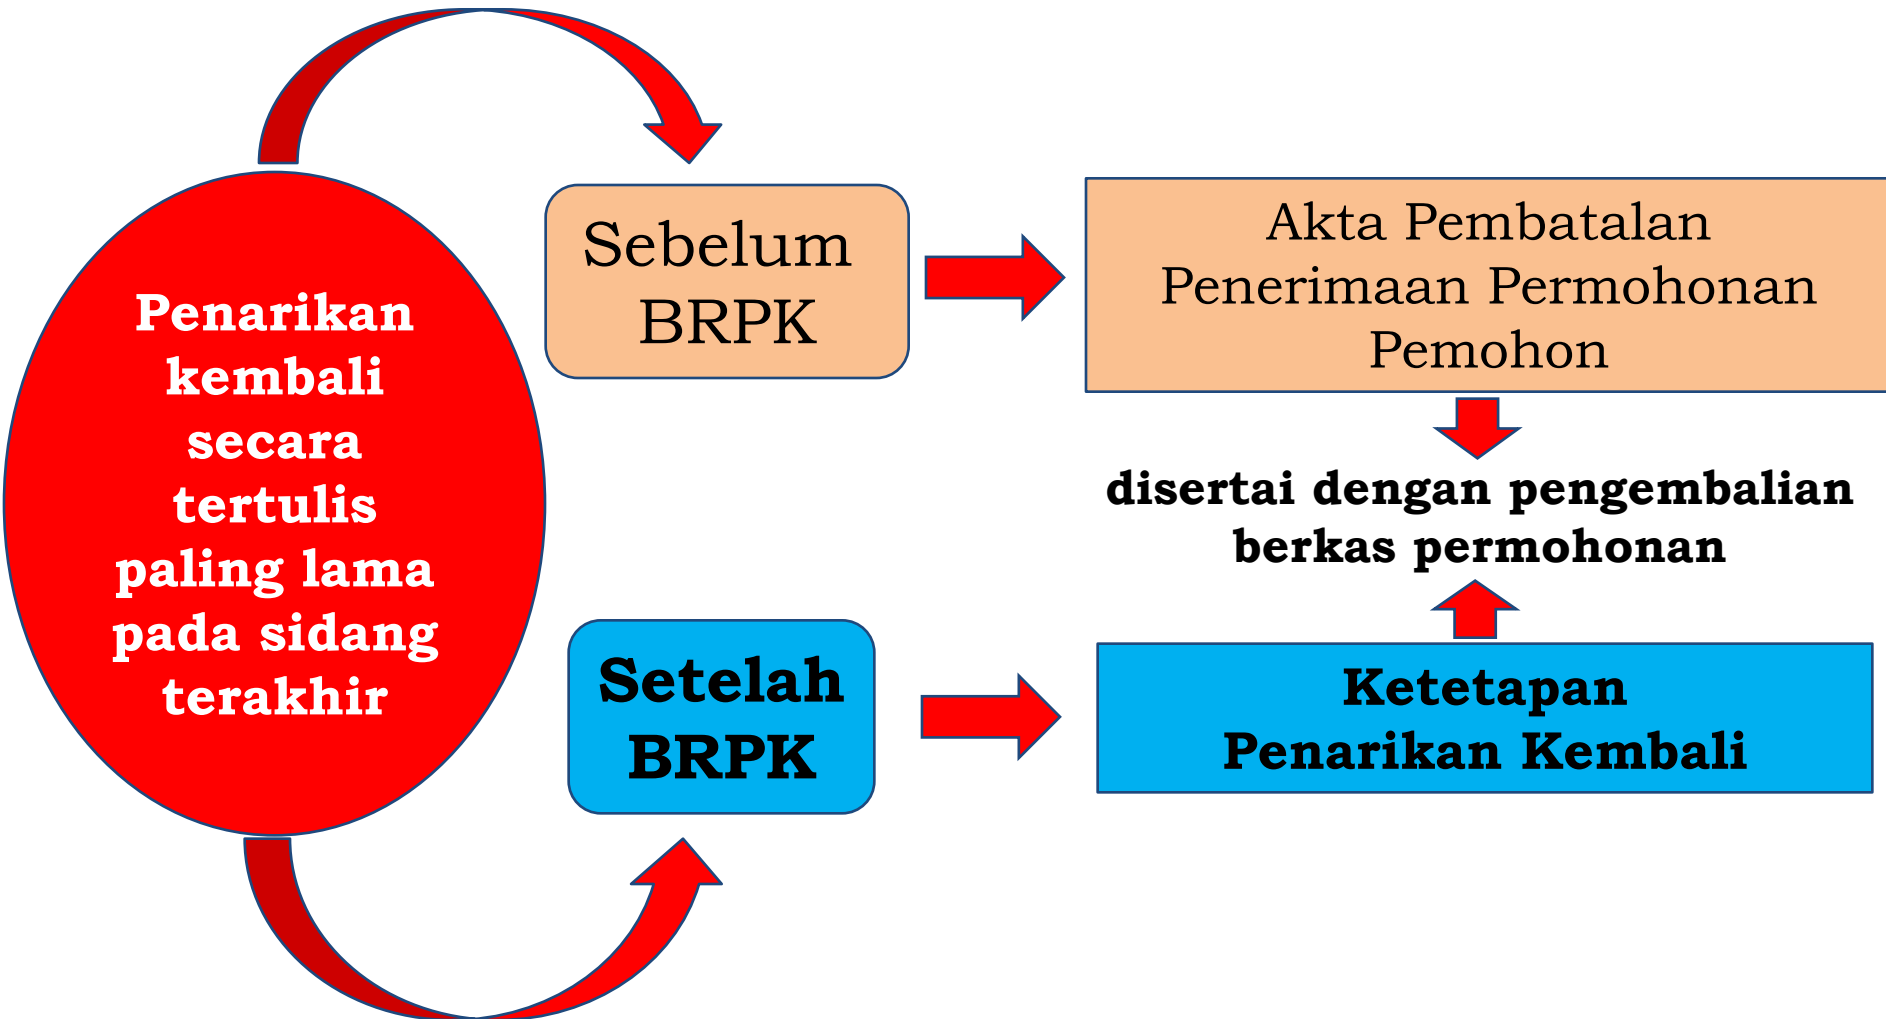 Penarikan
kembali
secara
tertulis
paling lama
pada sidang
terakhir
Sebelum
BRPK
Akta Pembatalan
Penerimaan Permohonan
Pemohon
disertai dengan pengembalian
berkas permohonan
Setelah
BRPK
Ketetapan
Penarikan Kembali